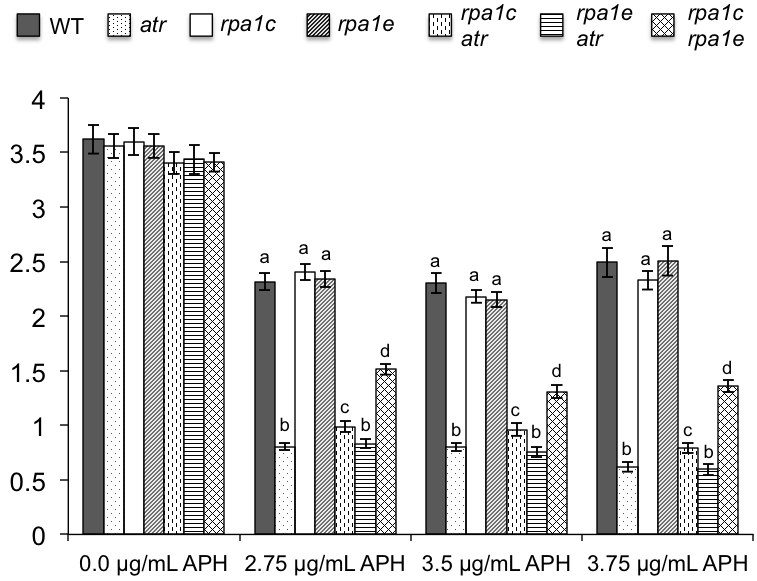 WT atr rpa1c rpa1e rpa1c atr rpa1e atr rpa1c rpa1e
4
3.5
3
2.5
2
1.5
1
0.5
0
a b a a c b d
a b a a c b d
a b a a c b d
0.0 µg/mL APH 2.75 µg/mL APH 3.5 µg/mL APH 3.75 µg/mL APH